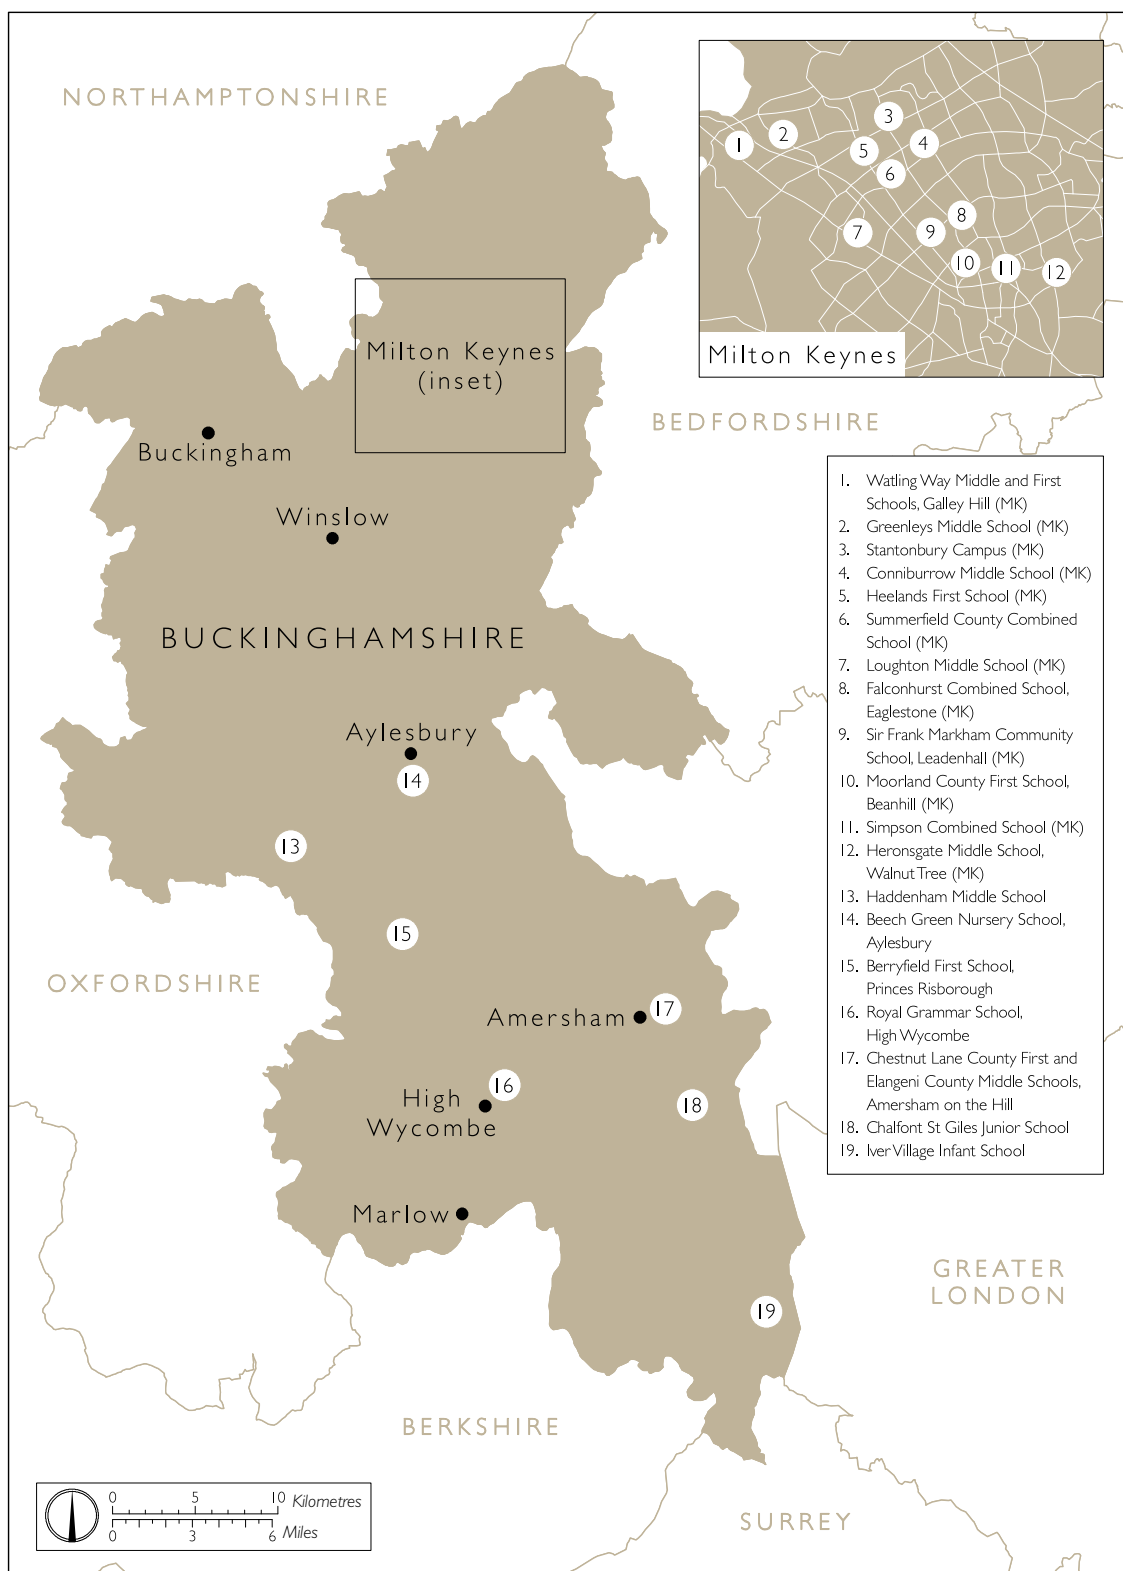 NORTHAMPTONSHIRE
3
2
4
1
5
6
8
7
9
10
11
12
Milton Keynes
Milton Keynes
(inset)
BEDFORDSHIRE
Buckingham
Winslow
BUCKINGHAMSHIRE
Aylesbury
14
13
15
OXFORDSHIRE
17
Amersham
16
High
Wycombe
18
Marlow
19
GREATER
LONDON
BERKSHIRE
SURREY
1. Watling Way Middle and First
Schools, Galley Hill (MK)
2. Greenleys Middle School (MK)
3. Stantonbury Campus (MK)
4. Conniburrow Middle School (MK)
5. Heelands First School (MK)
6. Summerfield County Combined
School (MK)
7. Loughton Middle School (MK)
8. Falconhurst Combined School,
Eaglestone (MK)
9. Sir Frank Markham Community
School, Leadenhall (MK)
10. Moorland County First School,
Beanhill (MK)
11. Simpson Combined School (MK)
12. Heronsgate Middle School,
Walnut Tree (MK)
13. Haddenham Middle School
14. Beech Green Nursery School,
Aylesbury
15. Berryfield First School,
Princes Risborough
16. Royal Grammar School,
High Wycombe
17. Chestnut Lane County First and
Elangeni County Middle Schools,
Amersham on the Hill
18. Chalfont St Giles Junior School
19. Iver Village Infant School
0 5 10 Kilometres
0 3 6 Miles